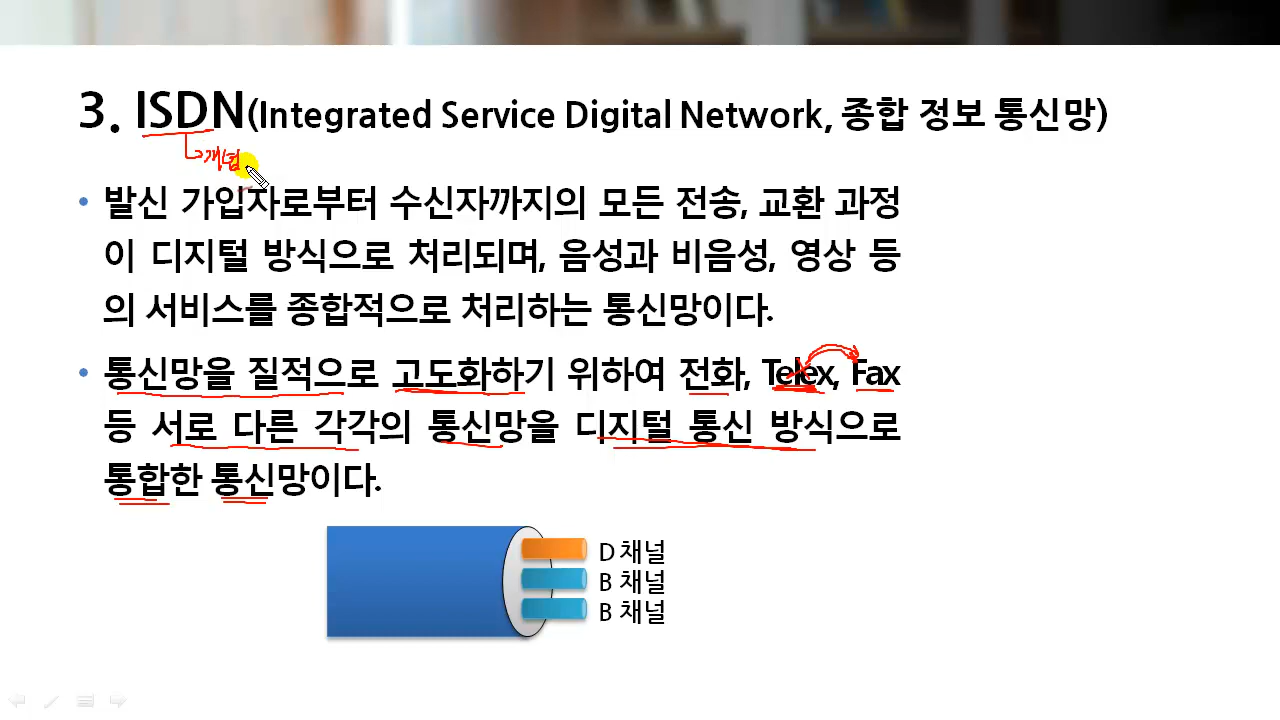 3. ISDN(Integrated Service Digital Network, 종합 정보 통신망)
개념
• 발신 가입자로부터 수신자까지의 모든 전송, 교환 과정
이 디지털 방식으로 처리되며, 음성과 비음성, 영상 등
의 서비스를 종합적으로 처리하는 통신망이다.
• 통신망을 질적으로 고도화하기 위하여 전화, Telex, Fax
등 서로 다른 각각의 통신망을 디지털 통신 방식으로
통합한 통신망이다.
D 채널
B 채널
B 채널